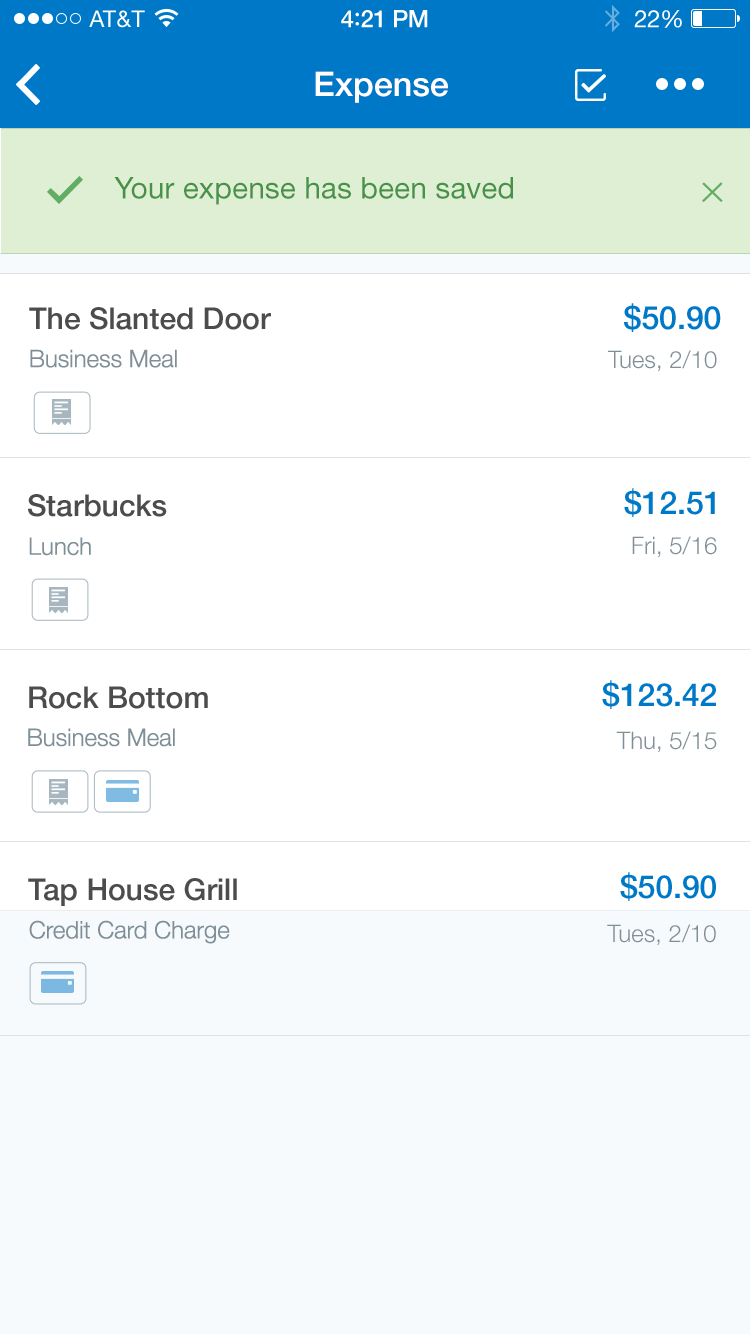 AT&T 4:21 PM 22%
Expense
Your expense has been saved
The Slanted Door $50.90
Business Meal Tues, 2/10
Starbucks $12.51
Lunch Fri, 5/16
Rock Bottom $123.42
Business Meal Thu, 5/15
Tap House Grill $50.90
Credit Card Charge Tues, 2/10